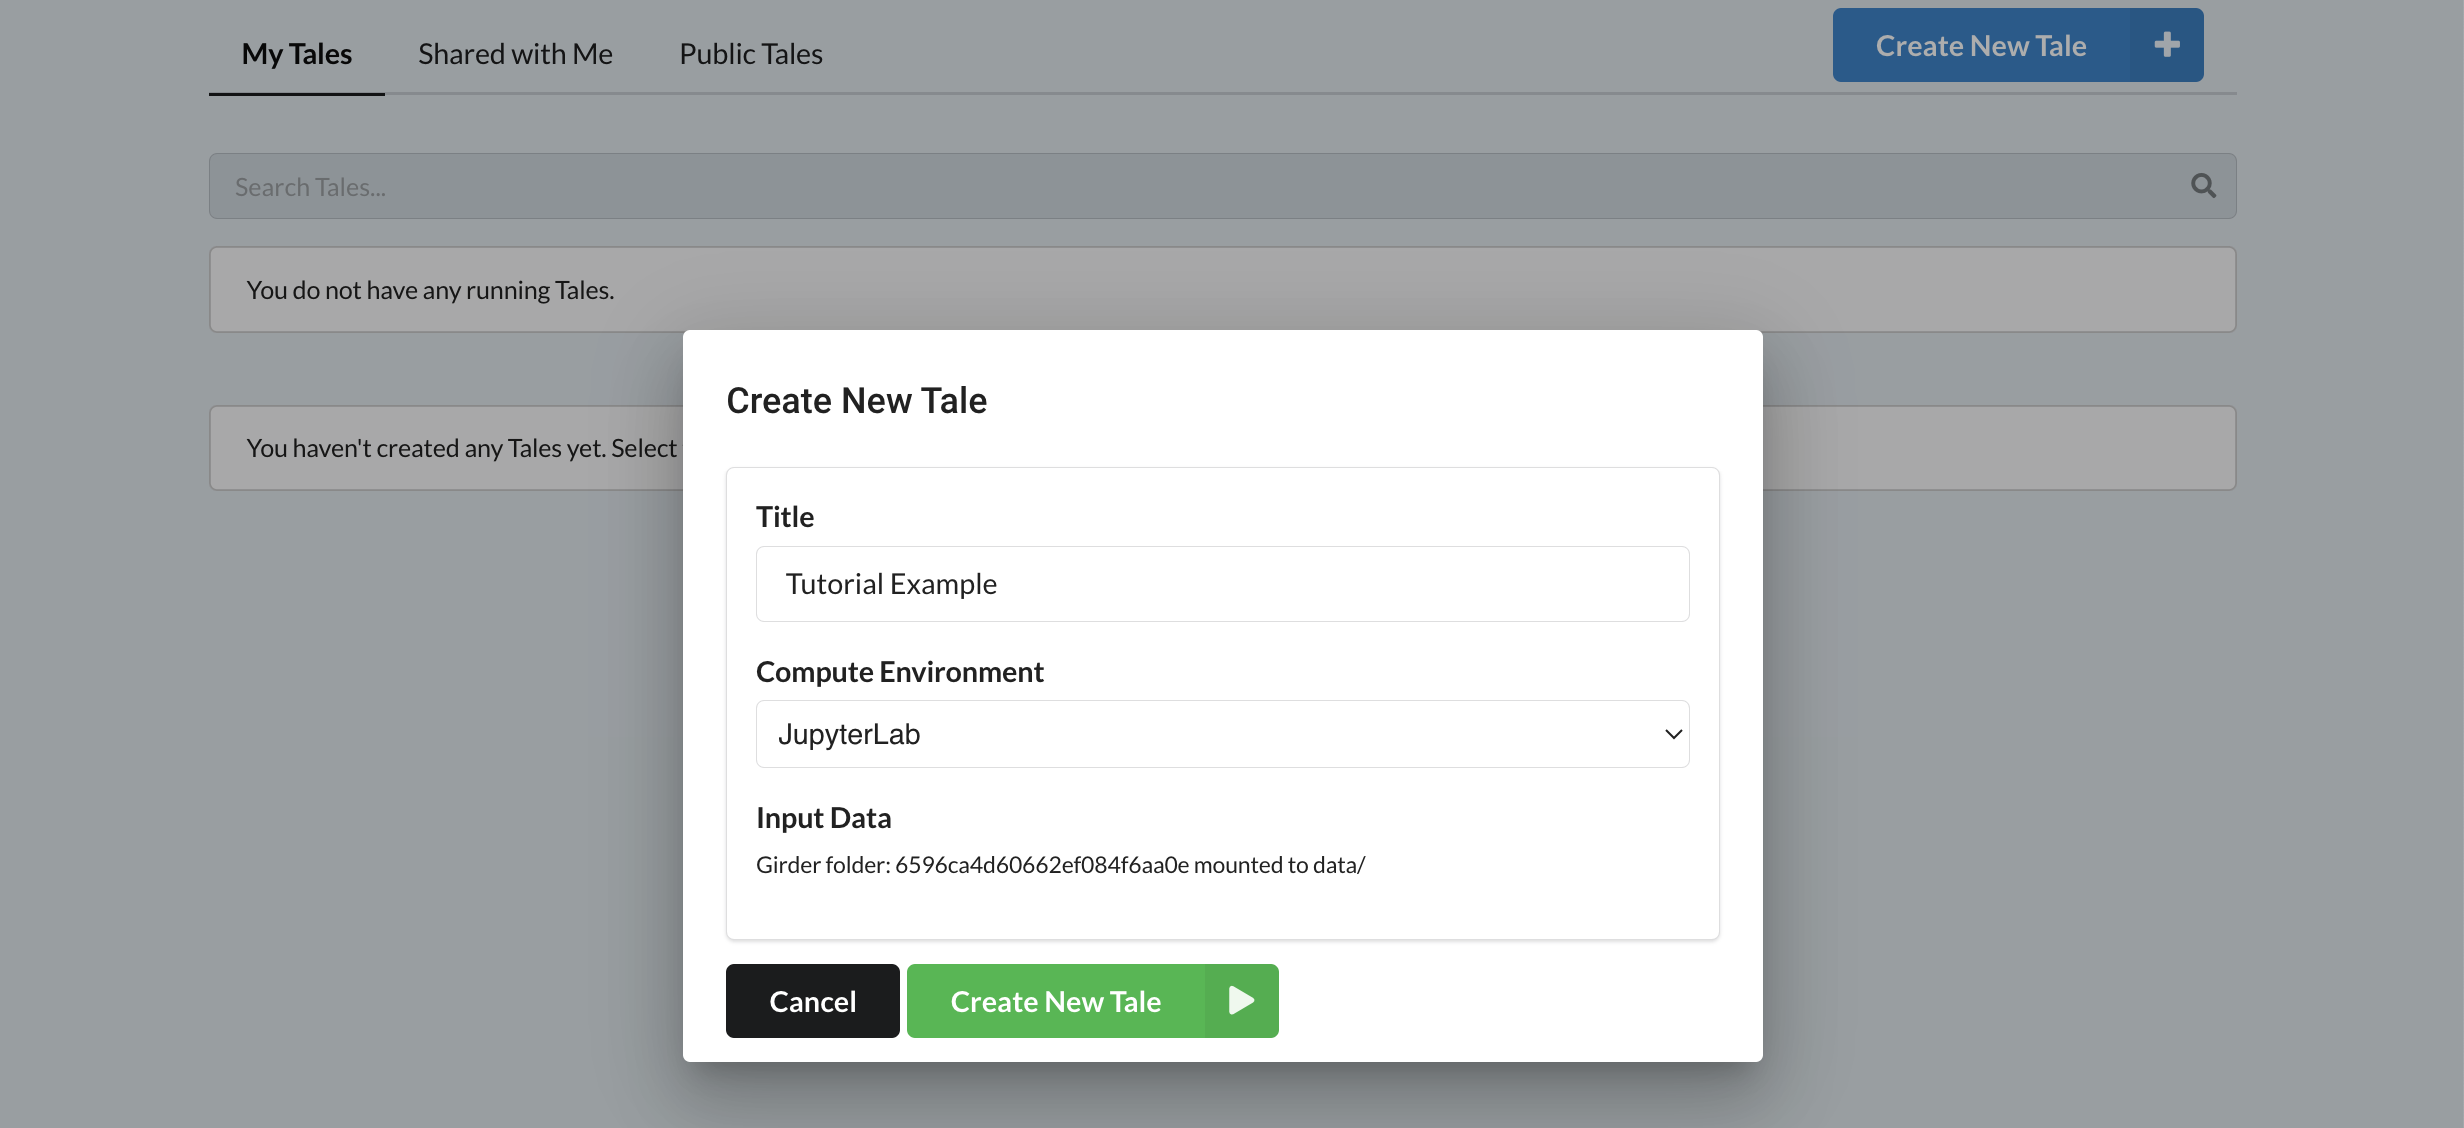 My Tales
Shared with Me
Public Tales
Create New Tale
Search Tales...
You do not have any running Tales.
You haven't created any Tales yet. Select
Create New Tale
Title
Tutorial Example
Compute Environment
JupyterLab
Input Data
Girder folder: 6596ca4d60662ef084f6aa0e mounted to data/
Cancel
Create New Tale